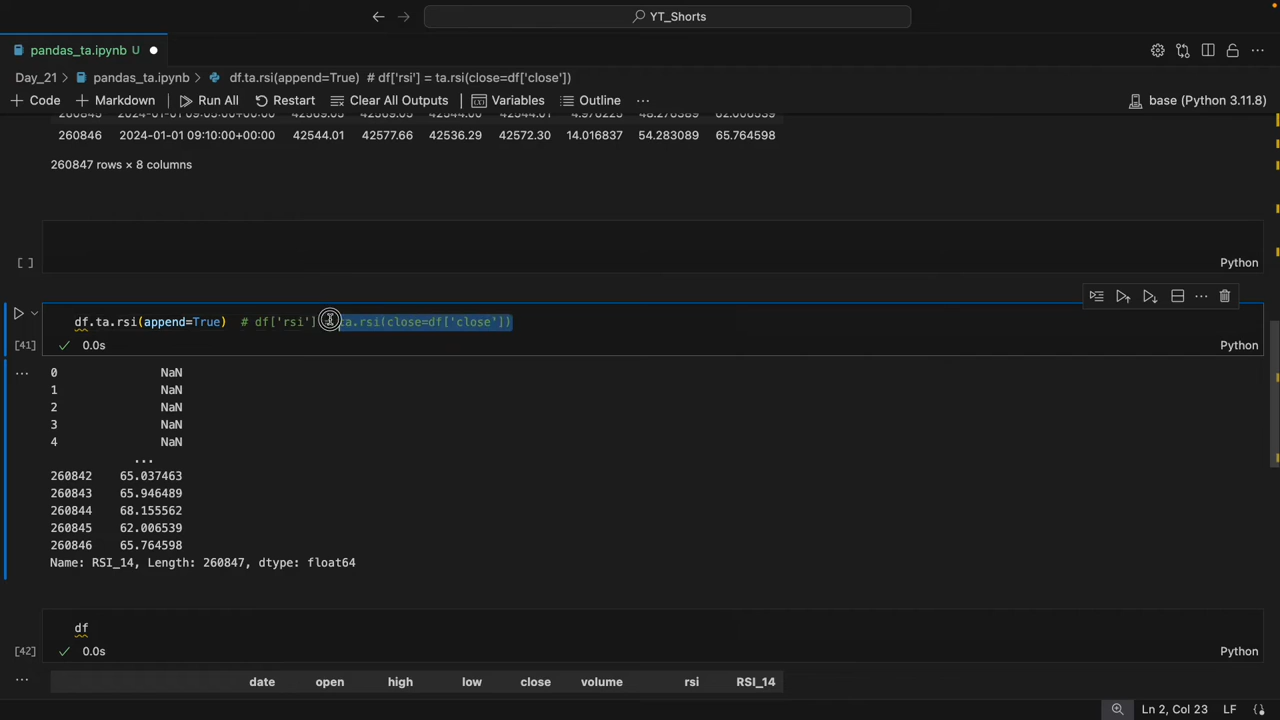 YT_Shorts
pandas_ta.ipynb U
Day_21 > pandas_ta.ipynb > df.ta.rsi(append=True) # df['rsi'] = ta.rsi(close=df['close'])
+ Code + Markdown Run All Restart Clear All Outputs Variables Outline ... base (Python 3.11.8)
260846 2024-01-01 09:10:00+00:00 42544.01 42577.66 42536.29 42572.30 14.016837 54.283089 65.764598
260847 rows × 8 columns
[ ] Python
df.ta.rsi(append=True) # df['rsi'] ta.rsi(close=df['close'])
[41] 0.0s Python
0 NaN
1 NaN
2 NaN
3 NaN
4 NaN
...
260842 65.037463
260843 65.946489
260844 68.155562
260845 62.006539
260846 65.764598
Name: RSI_14, Length: 260847, dtype: float64
df
[42] 0.0s Python
date open high low close volume rsi RSI_14
Ln 2, Col 23 LF